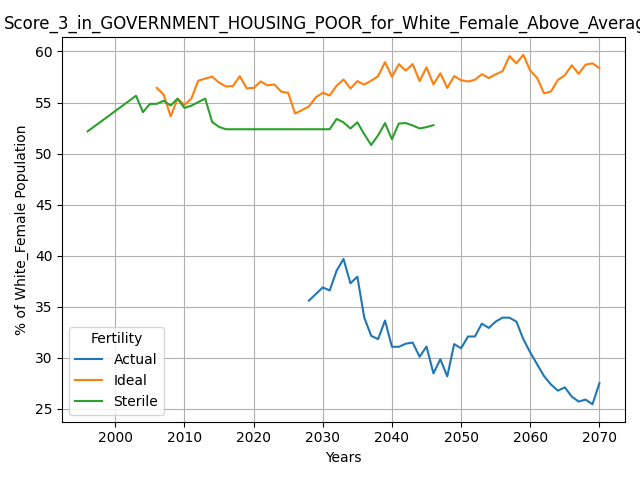 Score_3_in_GOVERNMENT_HOUSING_POOR_for_White_Female_Above_Averag
60
55
50
45
40
35
30
25
% of White_Female Population
Fertility
Actual
Ideal
Sterile
2000 2010 2020 2030 2040 2050 2060 2070
Years